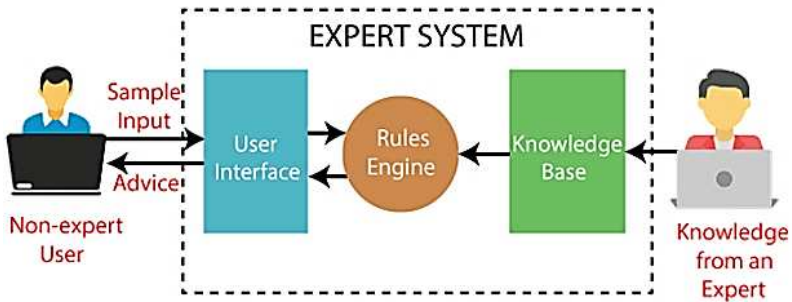 EXPERT SYSTEM
Sample
Input
Advice
Non-expert
User
User
Interface
Rules
Engine
Knowledge
Base
Knowledge
from an
Expert